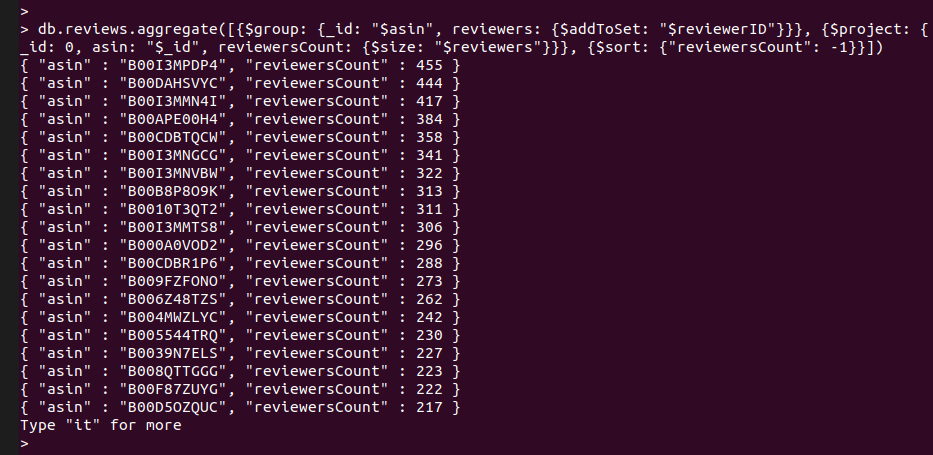 >
> db.reviews.aggregate([{$group: {_id: "$asin", reviewers: {$addToSet: "$reviewerID"}}}, {$project: {
_id: 0, asin: "$_id", reviewersCount: {$size: "$reviewers"}}}, {$sort: {"reviewersCount": -1}}])
{ "asin" : "B00I3MPDP4", "reviewersCount" : 455 }
{ "asin" : "B00DAHSVYC", "reviewersCount" : 444 }
{ "asin" : "B00I3MMN4I", "reviewersCount" : 417 }
{ "asin" : "B00APE00H4", "reviewersCount" : 384 }
{ "asin" : "B00CDBTQCW", "reviewersCount" : 358 }
{ "asin" : "B00I3MNGCG", "reviewersCount" : 341 }
{ "asin" : "B00I3MNVBW", "reviewersCount" : 322 }
{ "asin" : "B00B8P8O9K", "reviewersCount" : 313 }
{ "asin" : "B0010T3QT2", "reviewersCount" : 311 }
{ "asin" : "B00I3MMTS8", "reviewersCount" : 306 }
{ "asin" : "B000A0VOD2", "reviewersCount" : 296 }
{ "asin" : "B00CDBR1P6", "reviewersCount" : 288 }
{ "asin" : "B009FZFONO", "reviewersCount" : 273 }
{ "asin" : "B006Z48TZS", "reviewersCount" : 262 }
{ "asin" : "B004MWZLYC", "reviewersCount" : 242 }
{ "asin" : "B005544TRQ", "reviewersCount" : 230 }
{ "asin" : "B0039N7ELS", "reviewersCount" : 227 }
{ "asin" : "B008QTTGGG", "reviewersCount" : 223 }
{ "asin" : "B00F87ZUYG", "reviewersCount" : 222 }
{ "asin" : "B00D5OZQUC", "reviewersCount" : 217 }
Type "it" for more
>